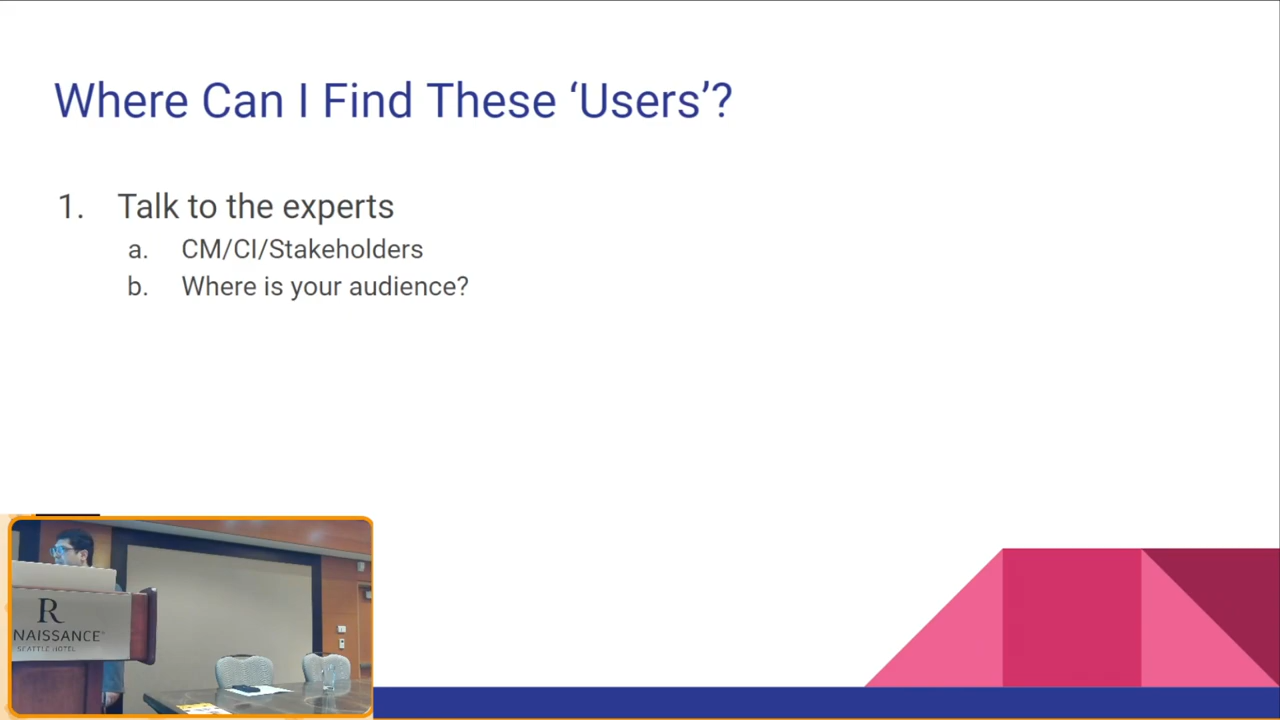 Where Can I Find These ‘Users’?
1. Talk to the experts
a. CM/CI/Stakeholders
b. Where is your audience?
R
NAISSANCE
SEATTLE HOTEL